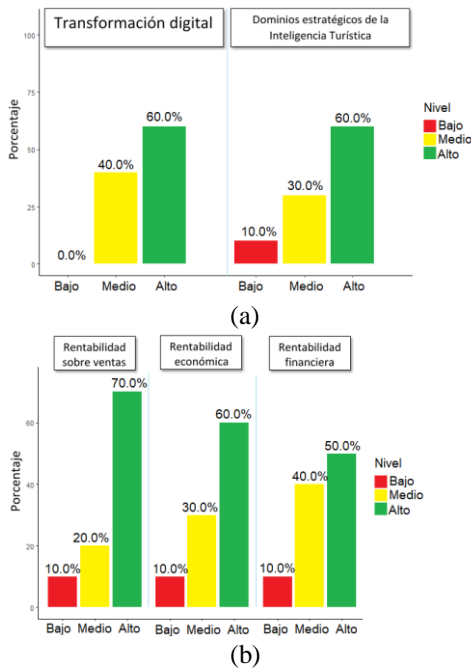 Transformación digital
Dominios estratégicos de la
Inteligencia Turística
Porcentaje
100
75
50
25
0
0.0%
40.0%
60.0%
10.0%
30.0%
60.0%
Bajo Medio Alto
Bajo Medio Alto
Nivel
Bajo
Medio
Alto
(a)
Rentabilidad
sobre ventas
Rentabilidad
económica
Rentabilidad
financiera
Porcentaje
60
40
20
0
10.0%
20.0%
70.0%
10.0%
30.0%
60.0%
10.0%
40.0%
50.0%
Bajo Medio Alto
Bajo Medio Alto
Bajo Medio Alto
Nivel
Bajo
Medio
Alto
(b)